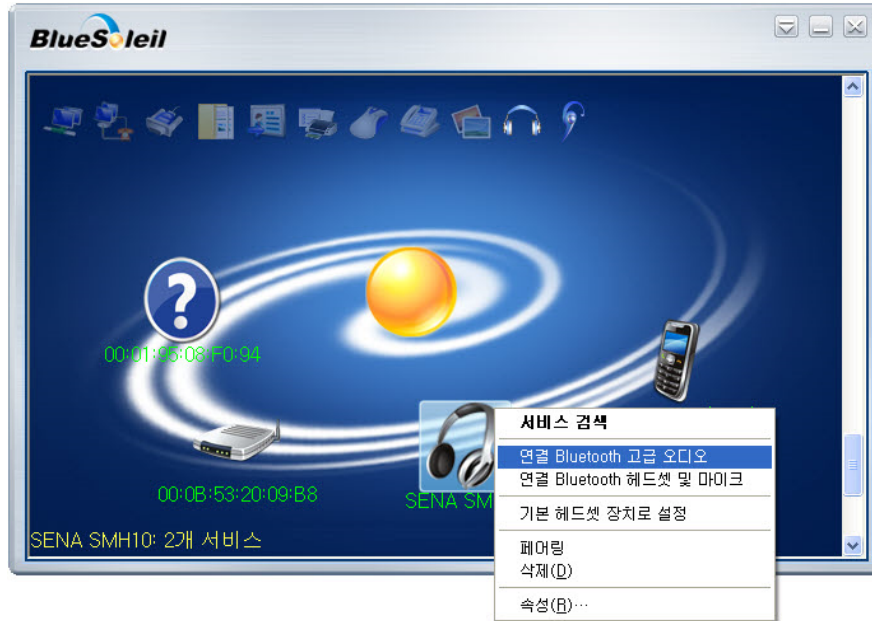 BlueSoleil
00:01:95:08:F0:94
00:0B:53:20:09:B8
SENA SM
SENA SMH10: 2개 서비스
서비스 검색
연결 Bluetooth 고급 오디오
연결 Bluetooth 헤드셋 및 마이크
기본 헤드셋 장치로 설정
페어링
삭제(D)
속성(R)...